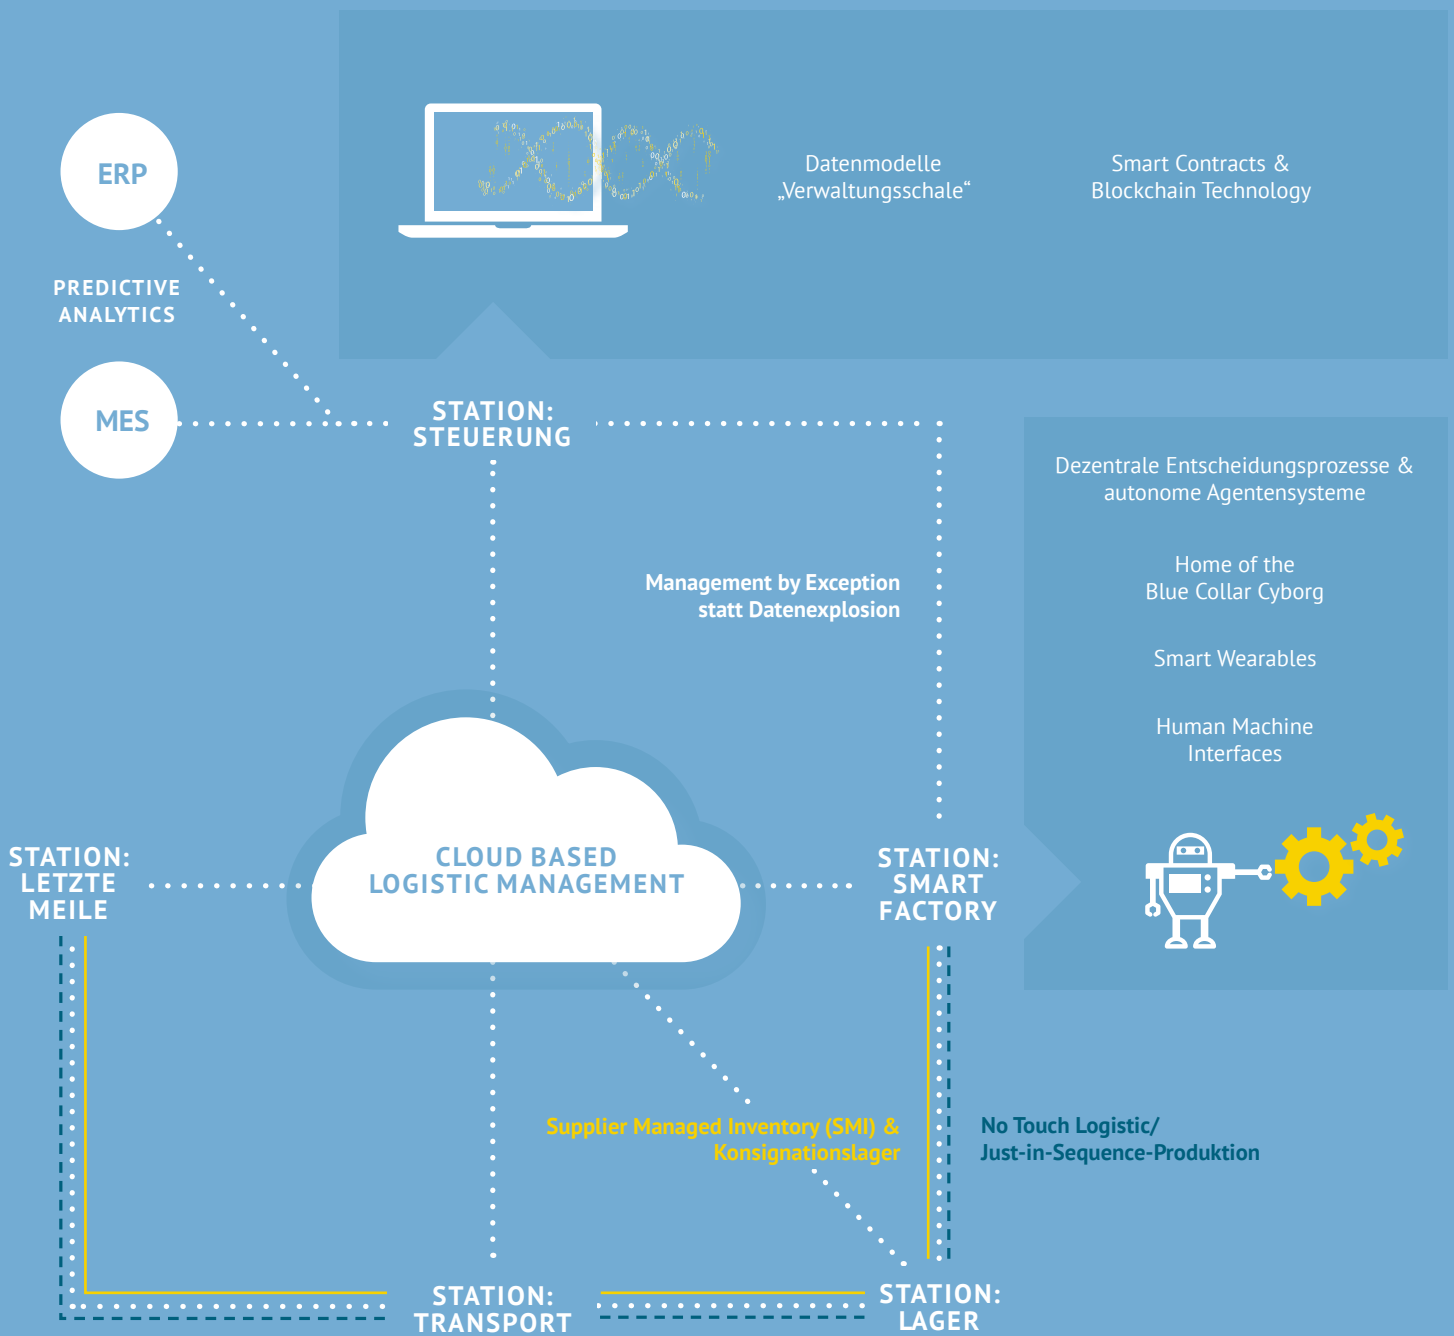 Datenmodelle
„Verwaltungsschale“
Smart Contracts &
Blockchain Technology
ERP
PREDICTIVE
ANALYTICS
MES
STATION:
STEUERUNG
Dezentrale Entscheidungsprozesse &
autonome Agentensysteme
Home of the
Blue Collar Cyborg
Smart Wearables
Human Machine
Interfaces
Management by Exception
statt Datenexplosion
CLOUD BASED
LOGISTIC MANAGEMENT
STATION:
LETZTE
MEILE
STATION:
SMART
FACTORY
Supplier Managed Inventory (SMI) &
Konsignationslager
No Touch Logistic/
Just-in-Sequence-Produktion
STATION:
TRANSPORT
STATION:
LAGER